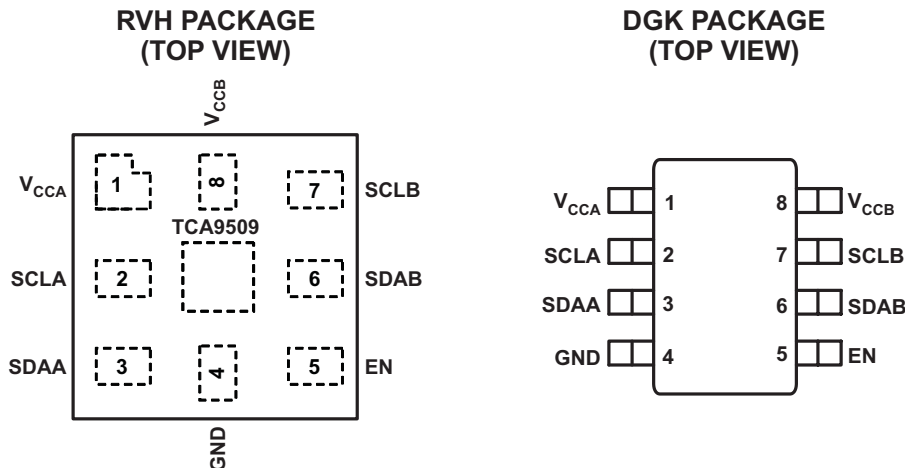 RVH PACKAGE
(TOP VIEW)
VCCB
VCCA
1
8
7
SCLB
TCA9509
SCLA
2
6
SDAB
SDAA
3
4
5
EN
GND
DGK PACKAGE
(TOP VIEW)
VCCA
1
8
VCCB
SCLA
2
7
SCLB
SDAA
3
6
SDAB
GND
4
5
EN